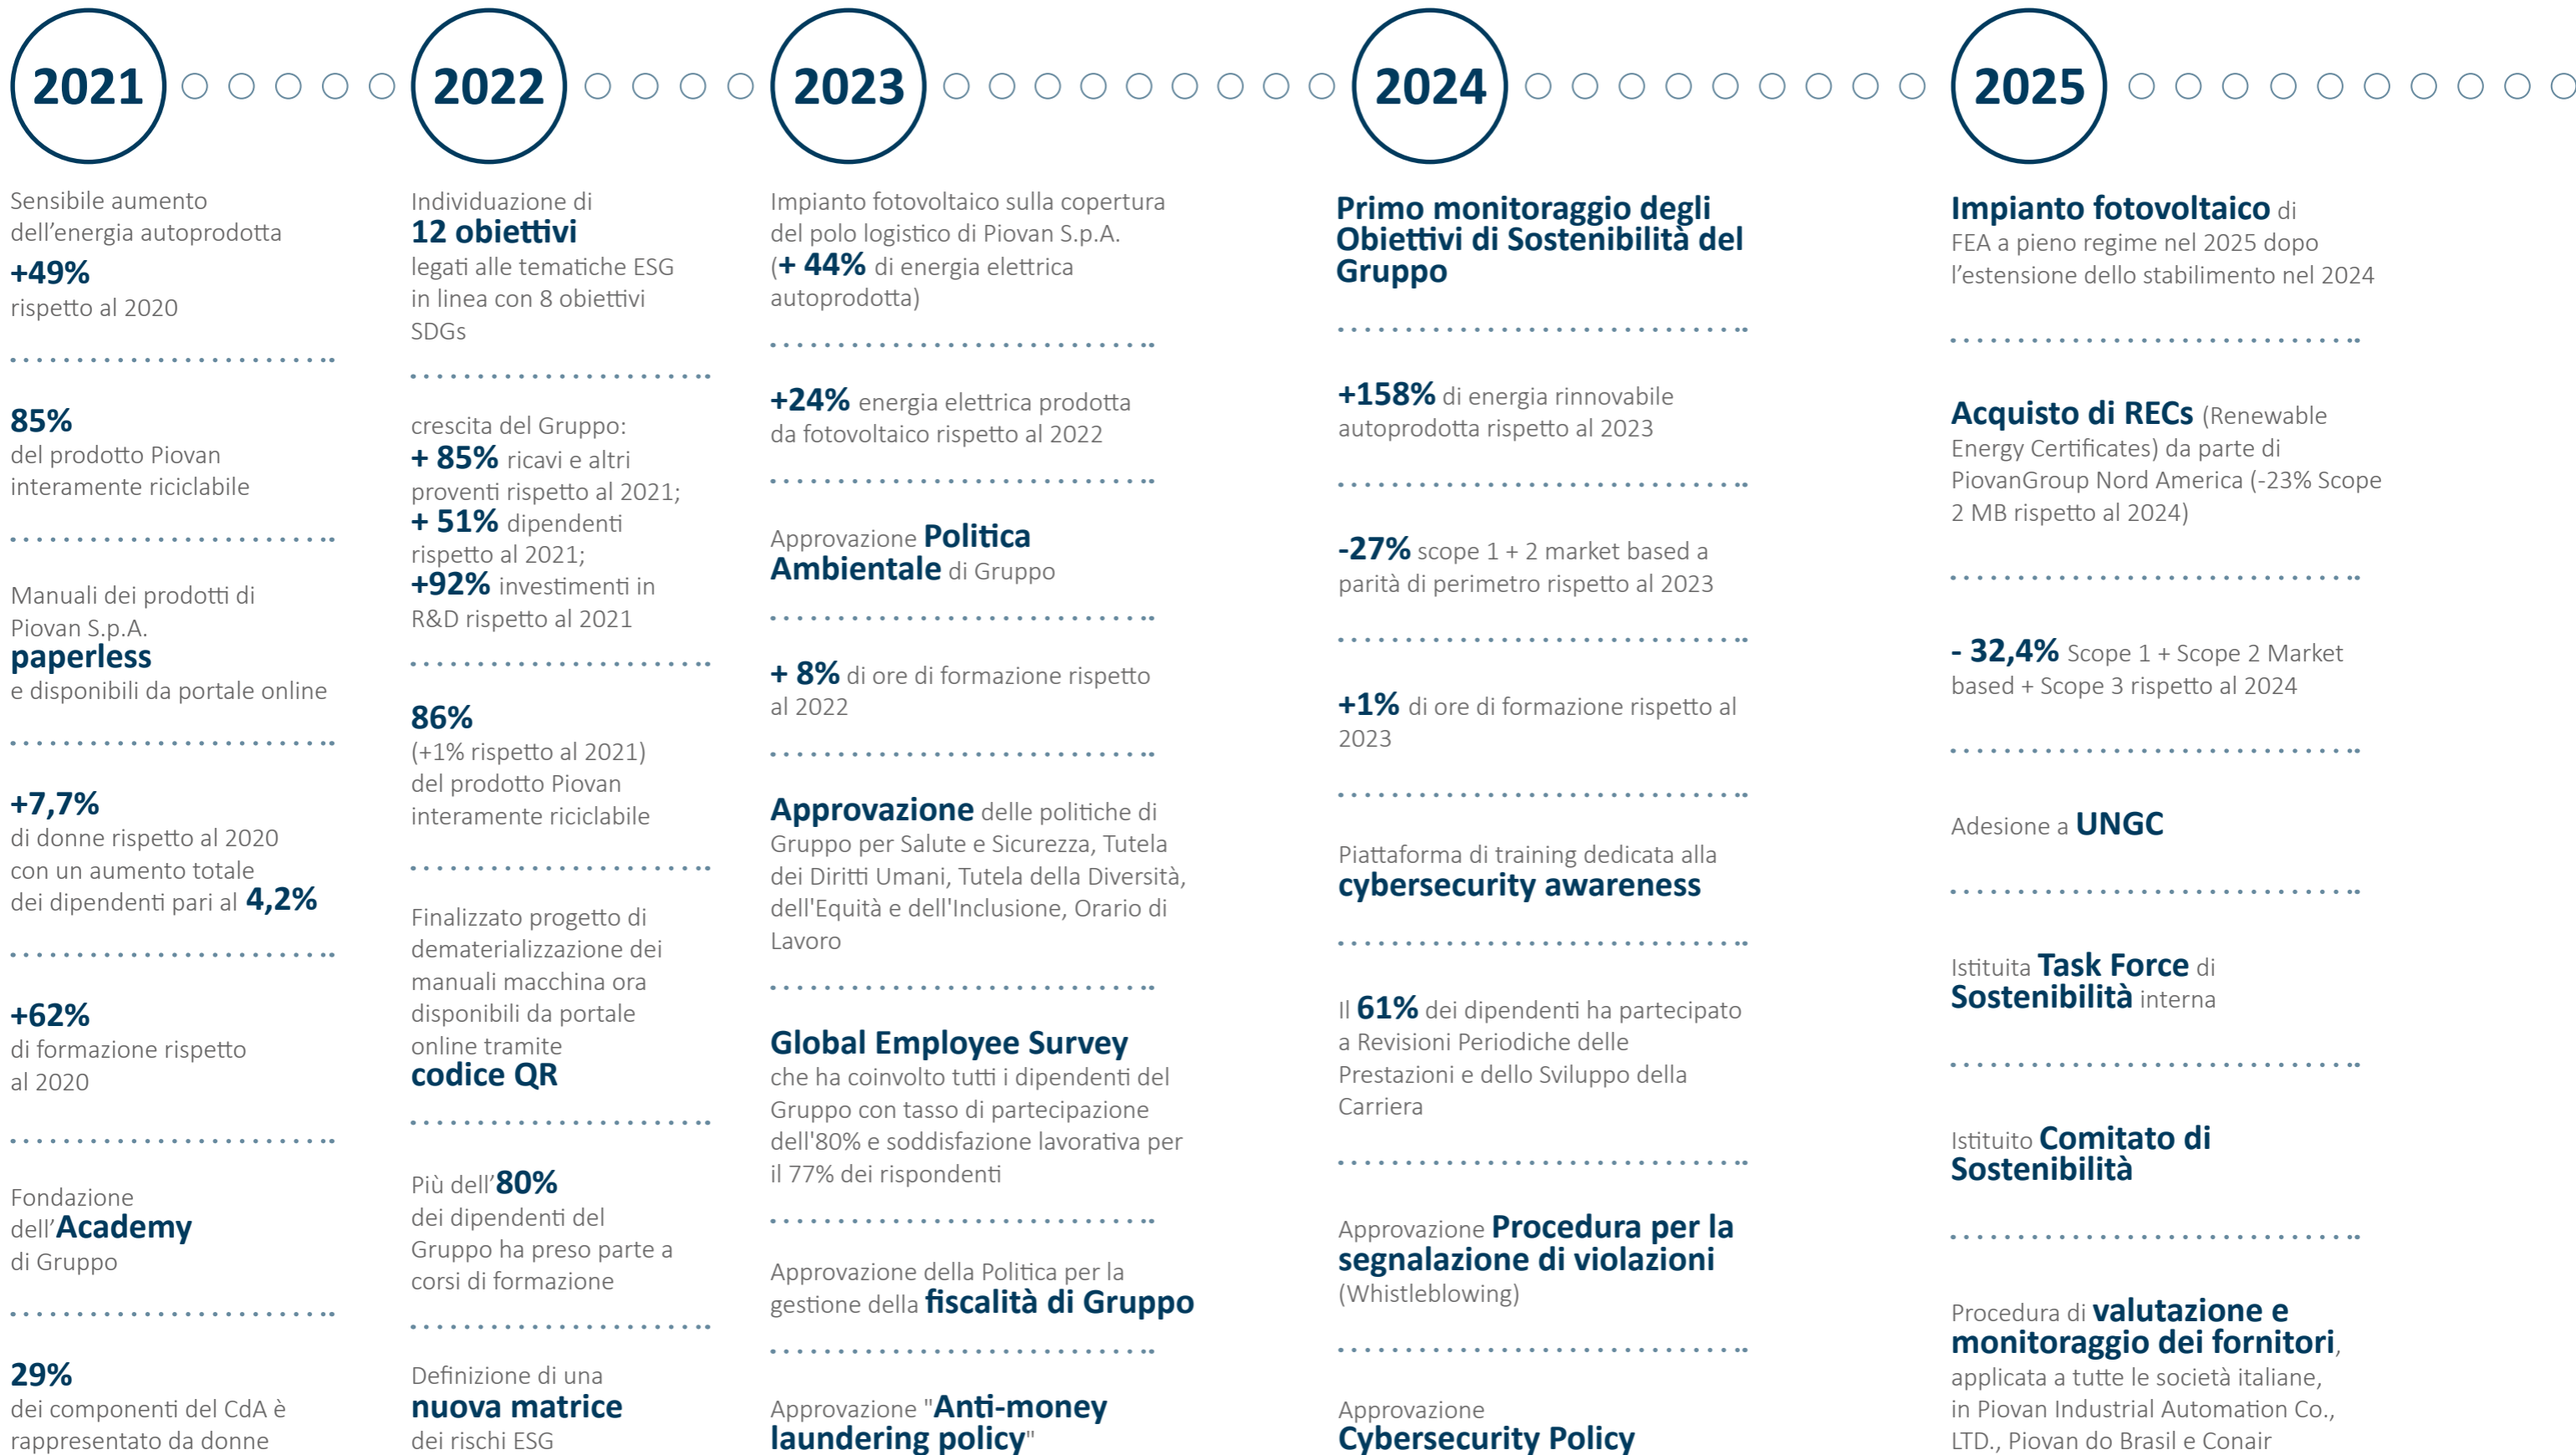 2021
Sensibile aumento
dell’energia autoprodotta
+49%
rispetto al 2020
85%
del prodotto Piovan
interamente riciclabile
Manuali dei prodotti di
Piovan S.p.A.
paperless
e disponibili da portale online
+7,7%
di donne rispetto al 2020
con un aumento totale
dei dipendenti pari al 4,2%
+62%
di formazione rispetto
al 2020
Fondazione
dell’Academy
di Gruppo
29%
dei componenti del CdA è
rappresentato da donne
2022
Individuazione di
12 obiettivi
legati alle tematiche ESG
in linea con 8 obiettivi
SDGs
crescita del Gruppo:
+ 85% ricavi e altri
proventi rispetto al 2021;
+ 51% dipendenti
rispetto al 2021;
+92% investimenti in
R&D rispetto al 2021
86%
(+1% rispetto al 2021)
del prodotto Piovan
interamente riciclabile
Finalizzato progetto di
dematerializzazione dei
manuali macchina ora
disponibili da portale
online tramite
codice QR
Più dell’80%
dei dipendenti del
Gruppo ha preso parte a
corsi di formazione
Definizione di una
nuova matrice
dei rischi ESG
2023
Impianto fotovoltaico sulla copertura
del polo logistico di Piovan S.p.A.
(+ 44% di energia elettrica
autoprodotta)
+24% energia elettrica prodotta
da fotovoltaico rispetto al 2022
Approvazione Politica
Ambientale di Gruppo
+ 8% di ore di formazione rispetto
al 2022
Approvazione delle politiche di
Gruppo per Salute e Sicurezza, Tutela
dei Diritti Umani, Tutela della Diversità,
dell'Equità e dell'Inclusione, Orario di
Lavoro
Global Employee Survey
che ha coinvolto tutti i dipendenti del
Gruppo con tasso di partecipazione
dell'80% e soddisfazione lavorativa per
il 77% dei rispondenti
Approvazione della Politica per la
gestione della fiscalità di Gruppo
Approvazione "Anti-money
laundering policy"
2024
Primo monitoraggio degli
Obiettivi di Sostenibilità del
Gruppo
+158% di energia rinnovabile
autoprodotta rispetto al 2023
-27% scope 1 + 2 market based a
parità di perimetro rispetto al 2023
+1% di ore di formazione rispetto al
2023
Piattaforma di training dedicata alla
cybersecurity awareness
Il 61% dei dipendenti ha partecipato
a Revisioni Periodiche delle
Prestazioni e dello Sviluppo della
Carriera
Approvazione Procedura per la
segnalazione di violazioni
(Whistleblowing)
Approvazione
Cybersecurity Policy
2025
Impianto fotovoltaico di
FEA a pieno regime nel 2025 dopo
l’estensione dello stabilimento nel 2024
Acquisto di RECs (Renewable
Energy Certificates) da parte di
PiovanGroup Nord America (-23% Scope
2 MB rispetto al 2024)
- 32,4% Scope 1 + Scope 2 Market
based + Scope 3 rispetto al 2024
Adesione a UNGC
Istituita Task Force di
Sostenibilità interna
Istituito Comitato di
Sostenibilità
Procedura di valutazione e
monitoraggio dei fornitori,
applicata a tutte le società italiane,
in Piovan Industrial Automation Co.,
LTD., Piovan do Brasil e Conair